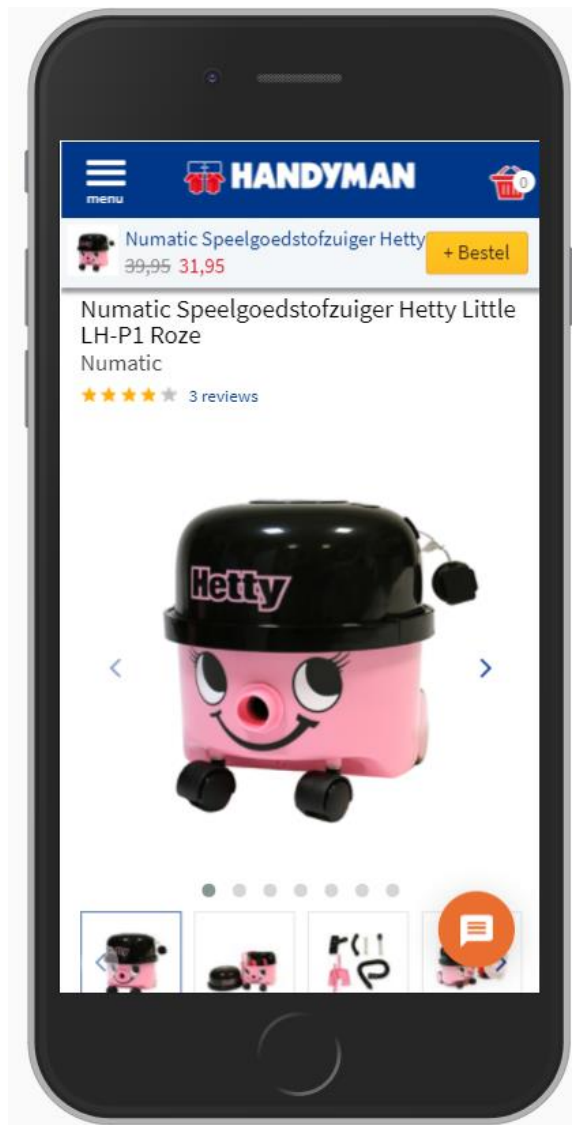 menu
HANDYMAN
0
Numatic Speelgoedstofzuiger Hetty
39,95 31,95
+ Bestel
Numatic Speelgoedstofzuiger Hetty Little
LH-P1 Roze
Numatic
3 reviews
Hetty